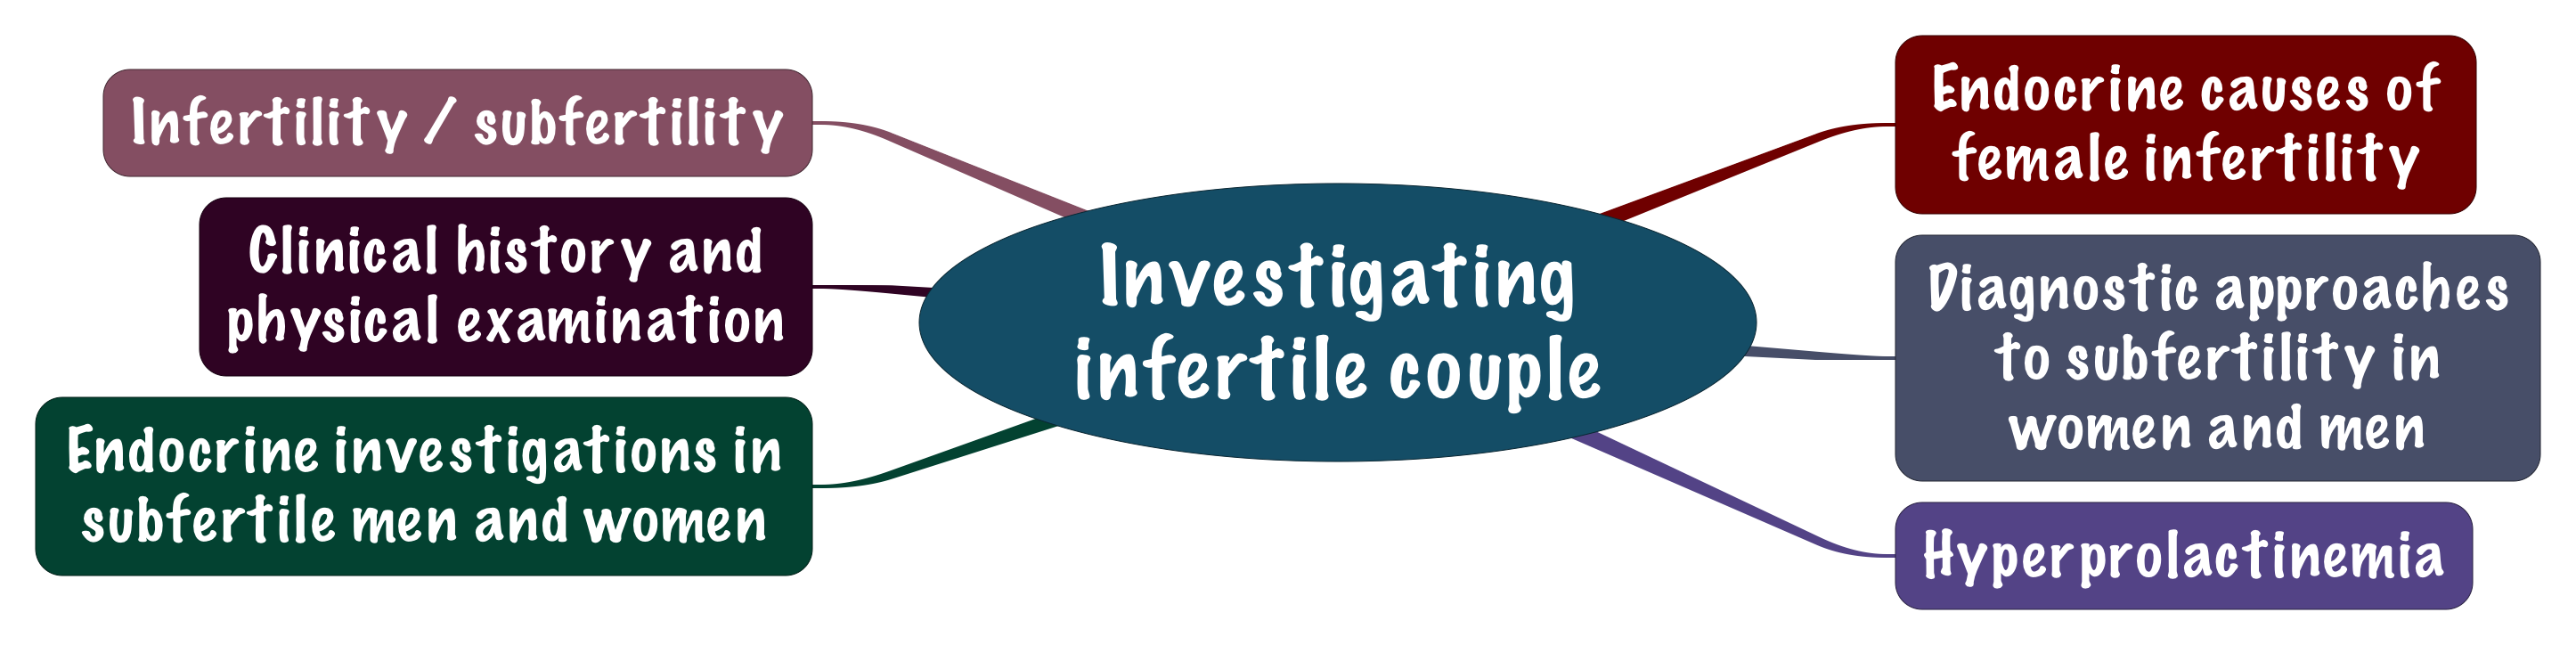 Investigating
infertile couple
Infertility / subfertility
Clinical history and
physical examination
Endocrine investigations in
subfertile men and women
Endocrine causes of
female infertility
Diagnostic approaches
to subfertility in
women and men
Hyperprolactinemia